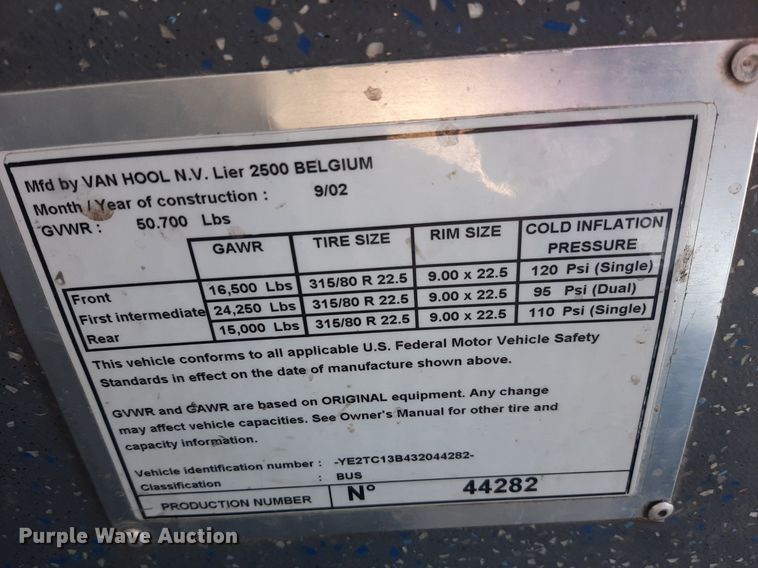 Mfd by VAN HOOL N.V. Lier 2500 BELGIUM
Month / Year of construction : 9/02
GVWR : 50.700 Lbs
GAWR TIRE SIZE RIM SIZE COLD INFLATION PRESSURE
Front 16,500 Lbs 315/80 R 22.5 9.00 x 22.5 120 Psi (Single)
First intermediate 24,250 Lbs 315/80 R 22.5 9.00 x 22.5 95 Psi (Dual)
Rear 15,000 Lbs 315/80 R 22.5 9.00 x 22.5 110 Psi (Single)
This vehicle conforms to all applicable U.S. Federal Motor Vehicle Safety
Standards in effect on the date of manufacture shown above.
GVWR and GAWR are based on ORIGINAL equipment. Any change
may affect vehicle capacities. See Owner's Manual for other tire and
capacity information.
Vehicle identification number : -YE2TC13B432044282-
Classification : BUS
PRODUCTION NUMBER N° 44282
Purple Wave Auction